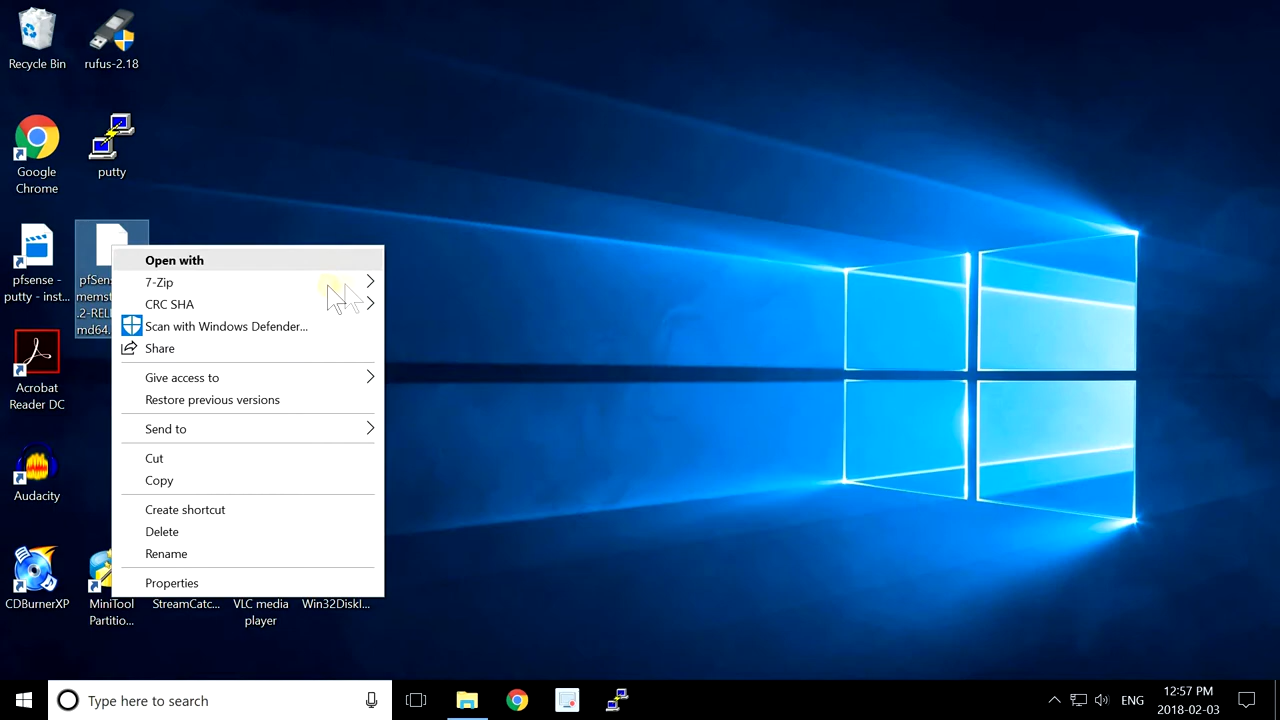 Recycle Bin
rufus-2.18
Google
Chrome
putty
pfsense -
putty - inst...
pfSens
memst
.2-REL
md64.
Acrobat
Reader DC
Audacity
CDBurnerXP
MiniTool
Partitio...
StreamCatc...
VLC media
player
Win32DiskI...
Open with
7-Zip
CRC SHA
Scan with Windows Defender...
Share
Give access to
Restore previous versions
Send to
Cut
Copy
Create shortcut
Delete
Rename
Properties
Type here to search
ENG
12:57 PM
2018-02-03